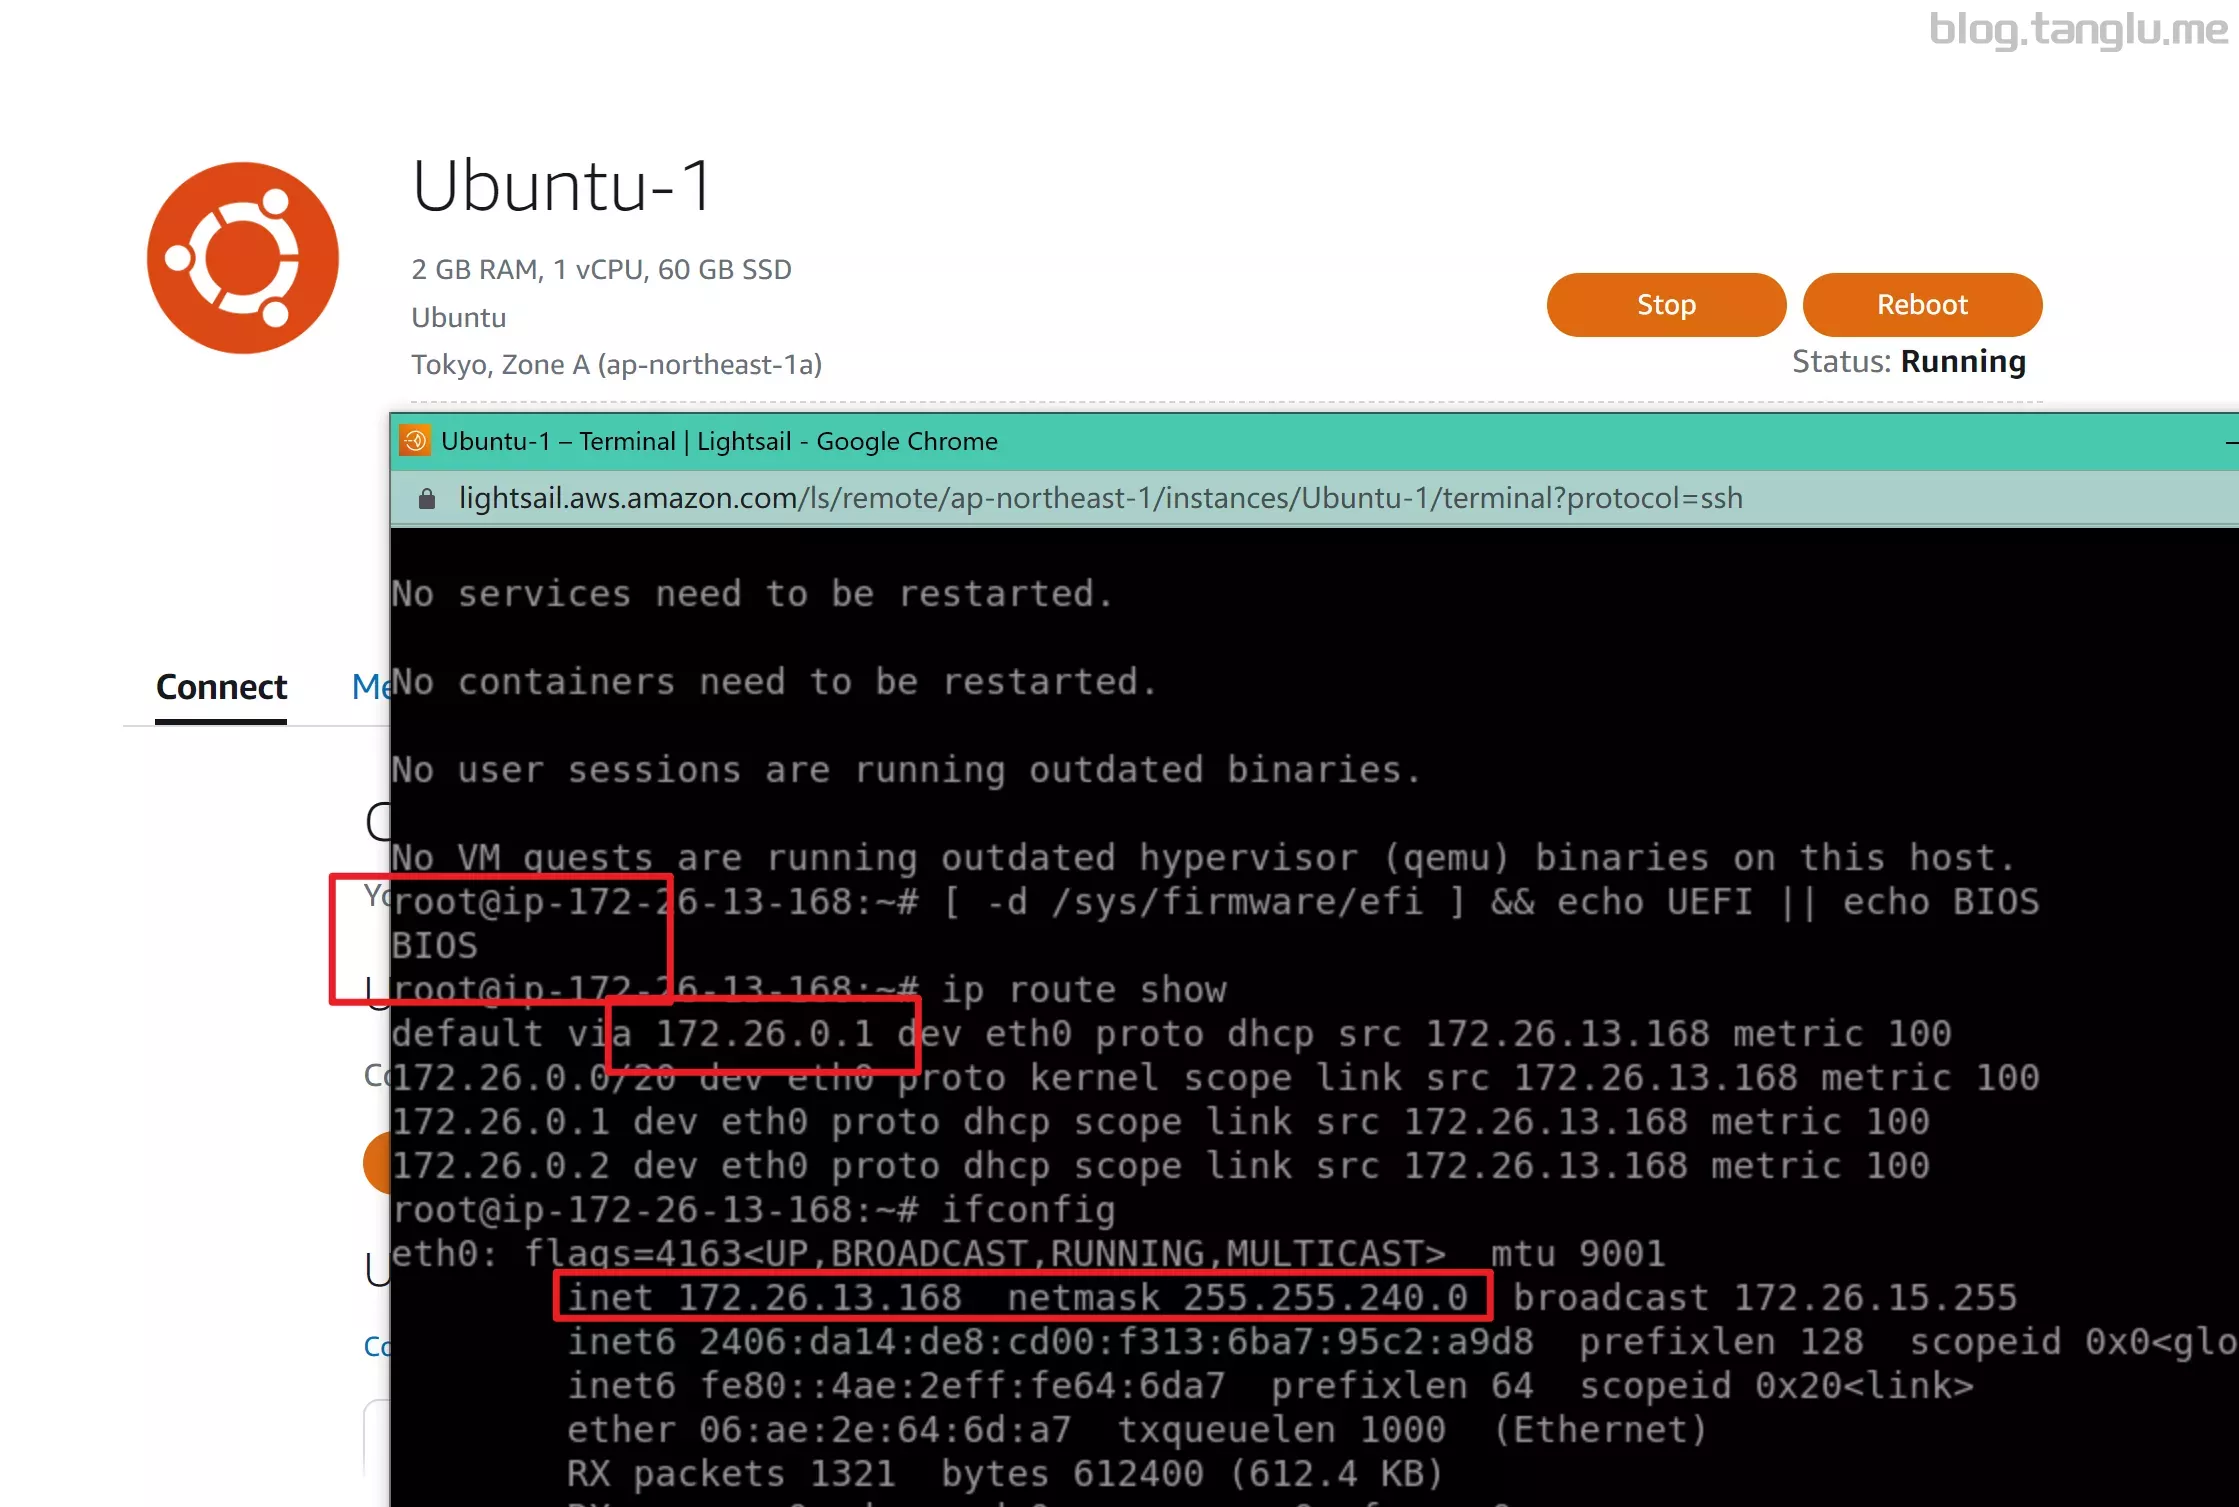 blog.tanglu.me
Ubuntu-1
2 GB RAM, 1 vCPU, 60 GB SSD
Ubuntu
Tokyo, Zone A (ap-northeast-1a)
Stop
Reboot
Status: Running
Ubuntu-1 – Terminal | Lightsail - Google Chrome
lightsail.aws.amazon.com/ls/remote/ap-northeast-1/instances/Ubuntu-1/terminal?protocol=ssh
Connect
No services need to be restarted.
No containers need to be restarted.
No user sessions are running outdated binaries.
No VM guests are running outdated hypervisor (qemu) binaries on this host.
root@ip-172-26-13-168:~# [ -d /sys/firmware/efi ] && echo UEFI || echo BIOS
BIOS
root@ip-172-26-13-168:~# ip route show
default via 172.26.0.1 dev eth0 proto dhcp src 172.26.13.168 metric 100
172.26.0.0/20 dev eth0 proto kernel scope link src 172.26.13.168 metric 100
172.26.0.1 dev eth0 proto dhcp scope link src 172.26.13.168 metric 100
172.26.0.2 dev eth0 proto dhcp scope link src 172.26.13.168 metric 100
root@ip-172-26-13-168:~# ifconfig
eth0: flags=4163<UP,BROADCAST,RUNNING,MULTICAST> mtu 9001
inet 172.26.13.168 netmask 255.255.240.0 broadcast 172.26.15.255
inet6 2406:da14:de8:cd00:f313:6ba7:95c2:a9d8 prefixlen 128 scopeid 0x0<glo
inet6 fe80::4ae:2eff:fe64:6da7 prefixlen 64 scopeid 0x20<link>
ether 06:ae:2e:64:6d:a7 txqueuelen 1000 (Ethernet)
RX packets 1321 bytes 612400 (612.4 KB)